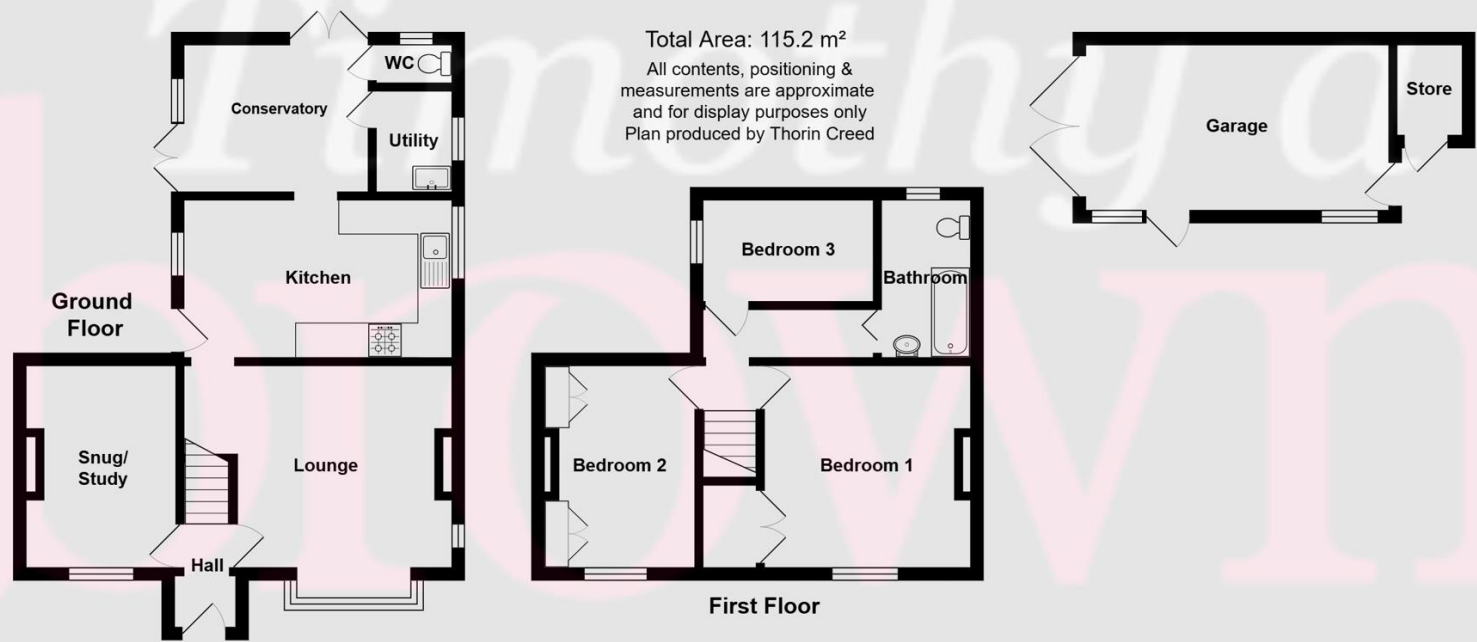 Timothy a
brown
Total Area: 115.2 m²
All contents, positioning &
measurements are approximate
and for display purposes only
Plan produced by Thorin Creed
WC
Conservatory
Utility
Kitchen
Ground
Floor
Snug/
Study
Lounge
Hall
Bedroom 3
Bathroom
Bedroom 2
Bedroom 1
First Floor
Garage
Store